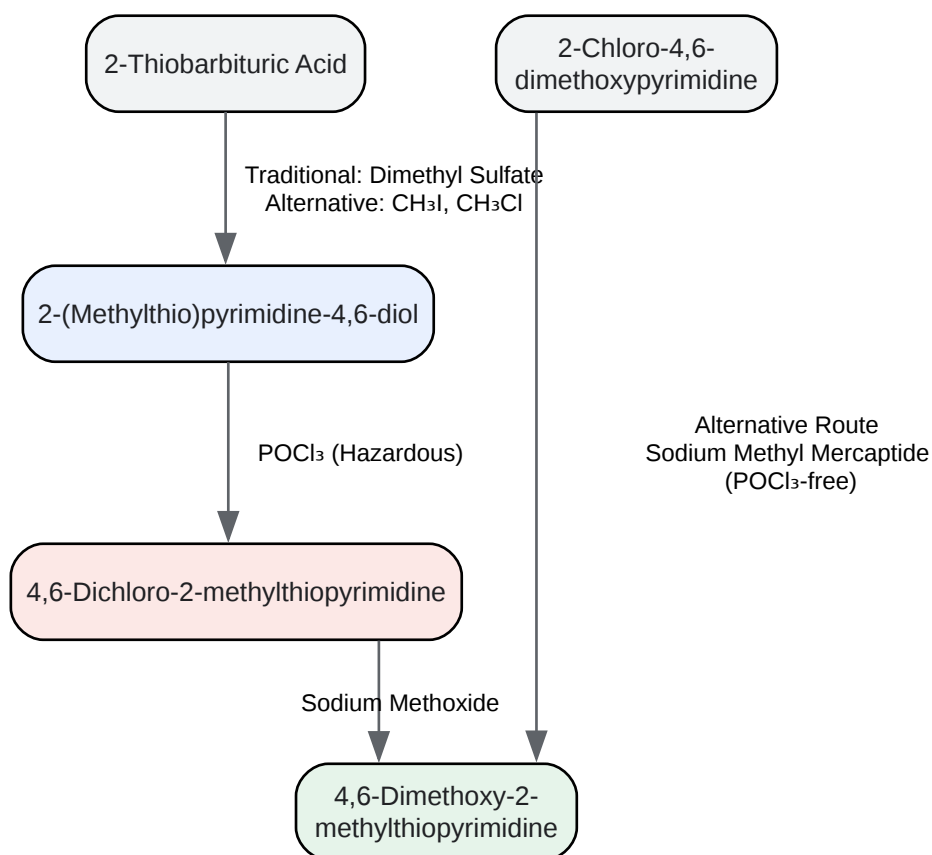 2-Thiobarbituric Acid
2-Chloro-4,6-
dimethoxypyrimidine
Traditional: Dimethyl Sulfate
Alternative: CH₃I, CH₃Cl
2-(Methylthio)pyrimidine-4,6-diol
POCl₃ (Hazardous)
Alternative Route
Sodium Methyl Mercaptide
(POCl₃-free)
4,6-Dichloro-2-methylthiopyrimidine
Sodium Methoxide
4,6-Dimethoxy-2-
methylthiopyrimidine